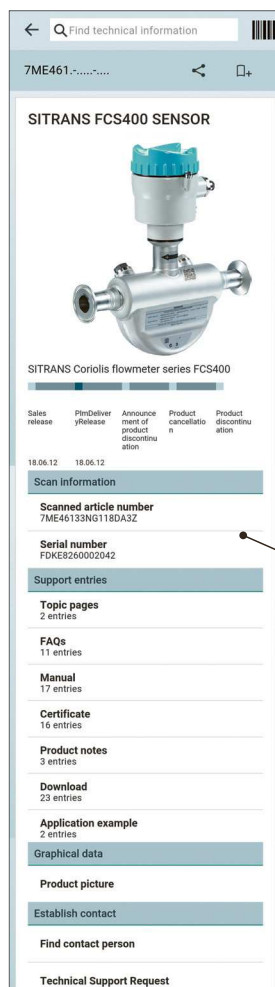 Find technical information
7ME461.-.....-....
SITRANS FCS400 SENSOR
SITRANS Coriolis flowmeter series FCS400
Sales
release
PlmDeliver
yRelease
Announce
ment of
product
discontinu
ation
Product
cancellatio
n
Product
discontinu
ation
18.06.12
18.06.12
Scan information
Scanned article number
7ME46133NG118DA3Z
Serial number
FDKE8260002042
Support entries
Topic pages
2 entries
FAQs
11 entries
Manual
17 entries
Certificate
16 entries
Product notes
3 entries
Download
23 entries
Application example
2 entries
Graphical data
Product picture
Establish contact
Find contact person
Technical Support Request